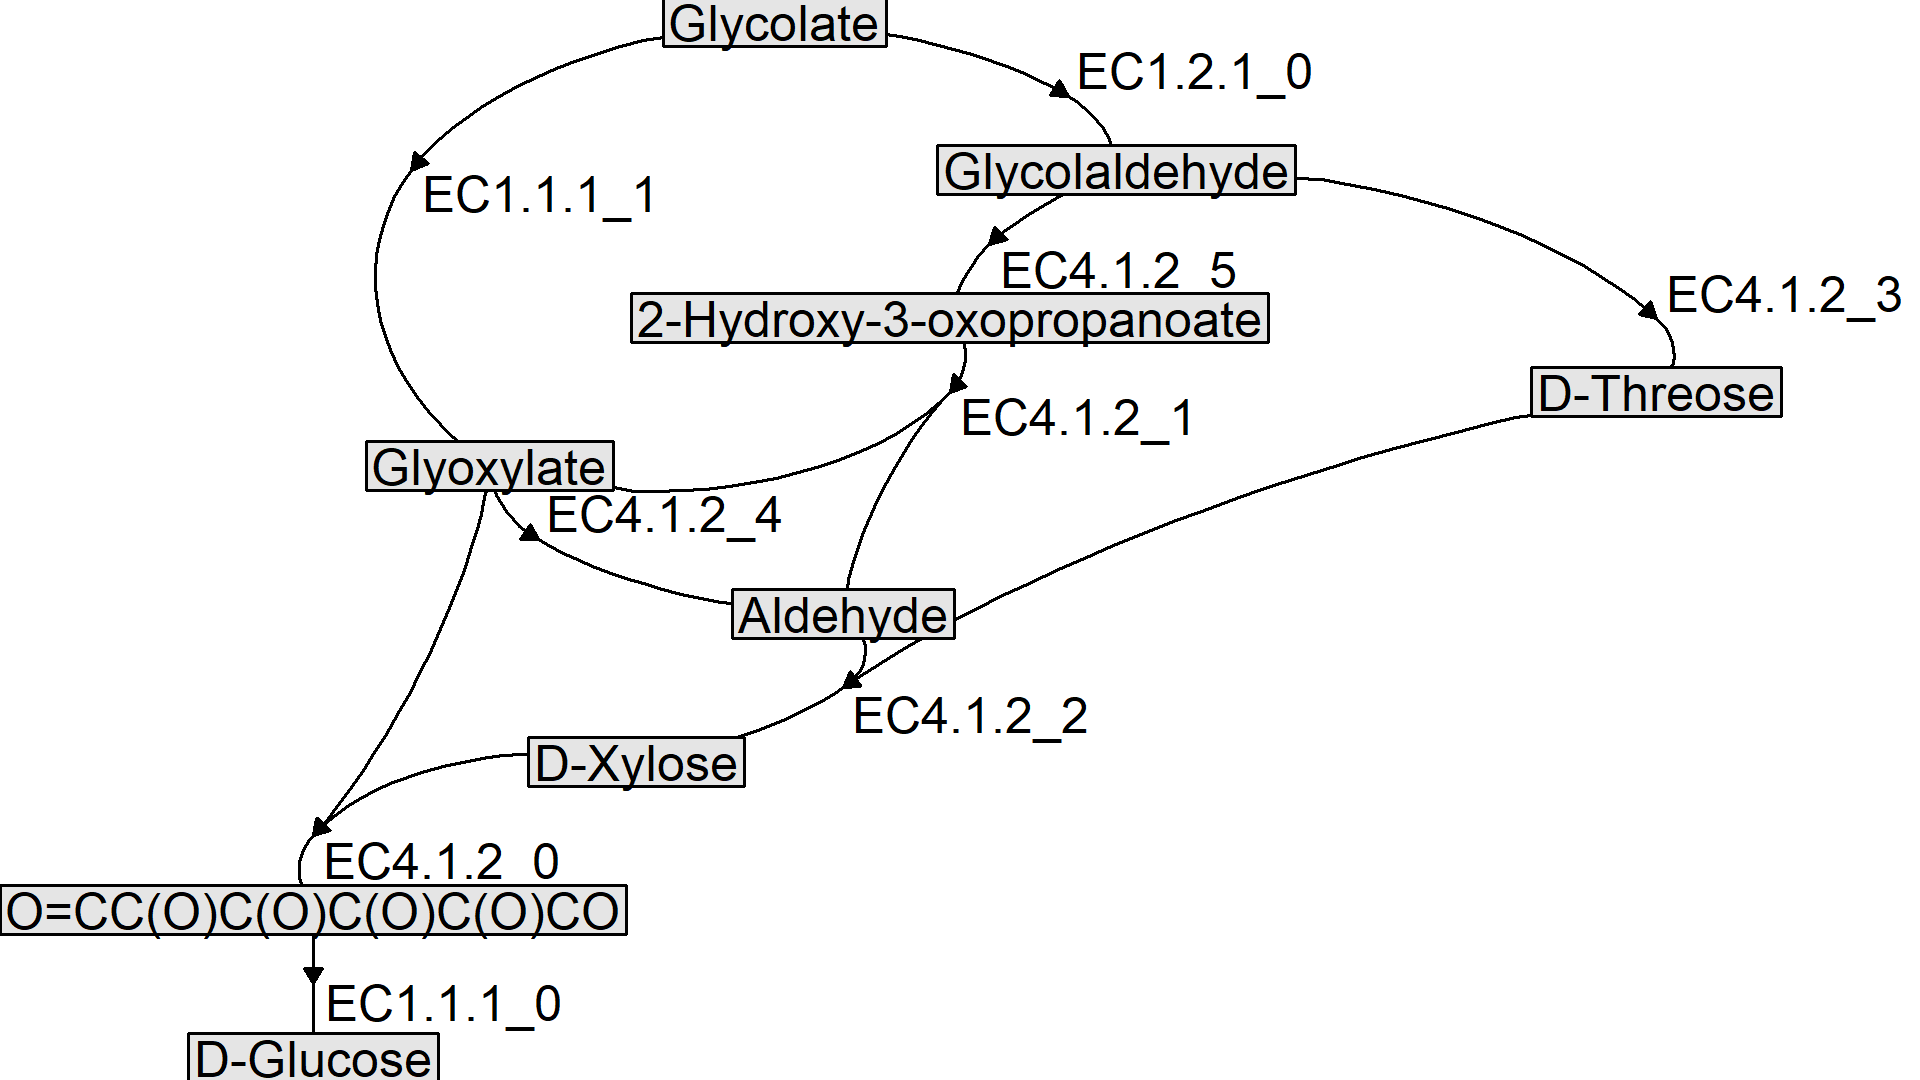 Glycolate
EC1.2.1_0
Glycolaldehyde
EC1.1.1_1
EC4.1.2_5
EC4.1.2_3
2-Hydroxy-3-oxopropanoate
D-Threose
EC4.1.2_1
Glyoxylate
EC4.1.2_4
Aldehyde
EC4.1.2_2
D-Xylose
EC4.1.2_0
O=CC(O)C(O)C(O)C(O)CO
EC1.1.1_0
D-Glucose